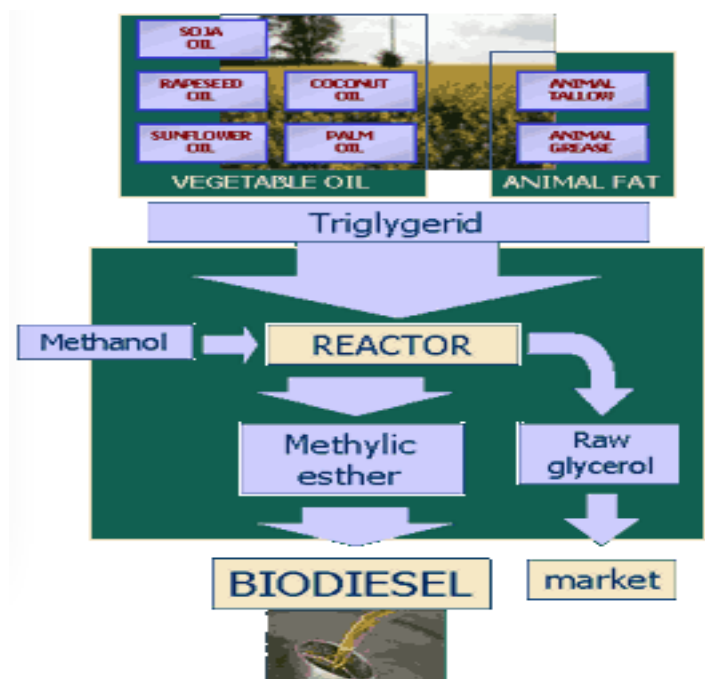 SOJA
OIL
RAPESEED
OIL
COCONUT
OIL
ANIMAL
TALLOW
SUNFLOWER
OIL
PALM
OIL
ANIMAL
GREASE
VEGETABLE OIL
ANIMAL FAT
Triglygerid
Methanol
REACTOR
Methylic
esther
Raw
glycerol
BIODIESEL
market